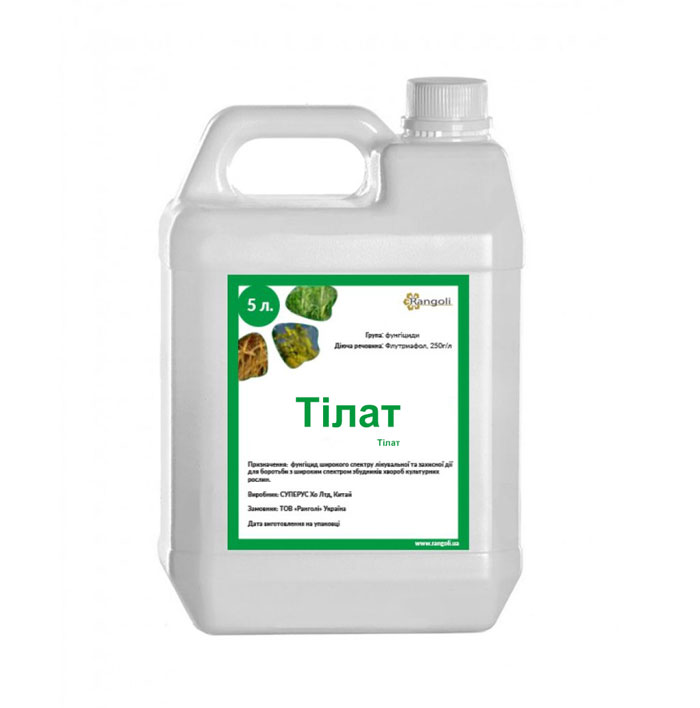 5 л.
Rangoli
Група: фунгіциди
Діюча речовина: Флутриафол, 250г/л
Тілат
Тілат
Призначення: фунгіцид широкого спектру лікувальної та захисної дії
для боротьби з широким спектром збудників хвороб культурних
рослин.
Виробник: СУПЕРУС Хо Лтд, Китай
Замовник: ТОВ «Ранголі» Україна
Дата виготовлення на упаковці
www.rangoli.ua